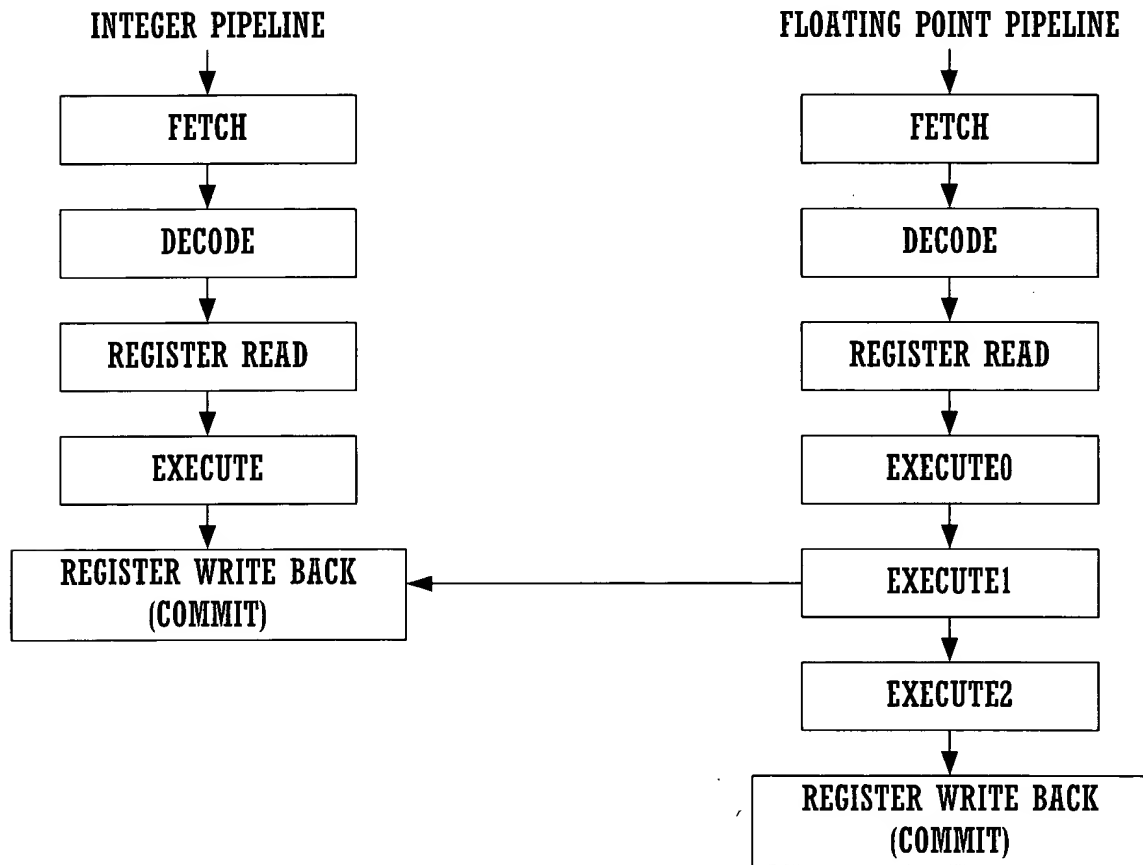 INTEGER PIPELINE
FETCH
DECODE
REGISTER READ
EXECUTE
REGISTER WRITE BACK
(COMMIT)
FLOATING POINT PIPELINE
FETCH
DECODE
REGISTER READ
EXECUTE0
EXECUTE1
EXECUTE2
REGISTER WRITE BACK
(COMMIT)